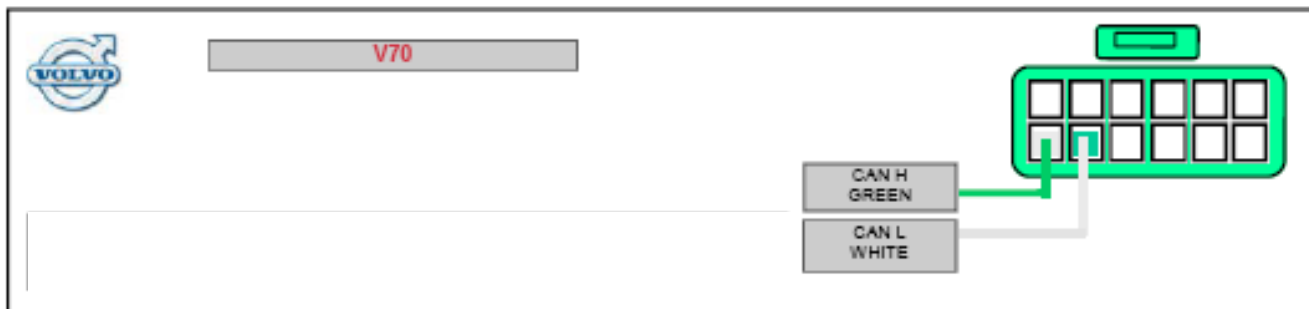 VOLVO
V70
CAN H
GREEN
CAN L
WHITE